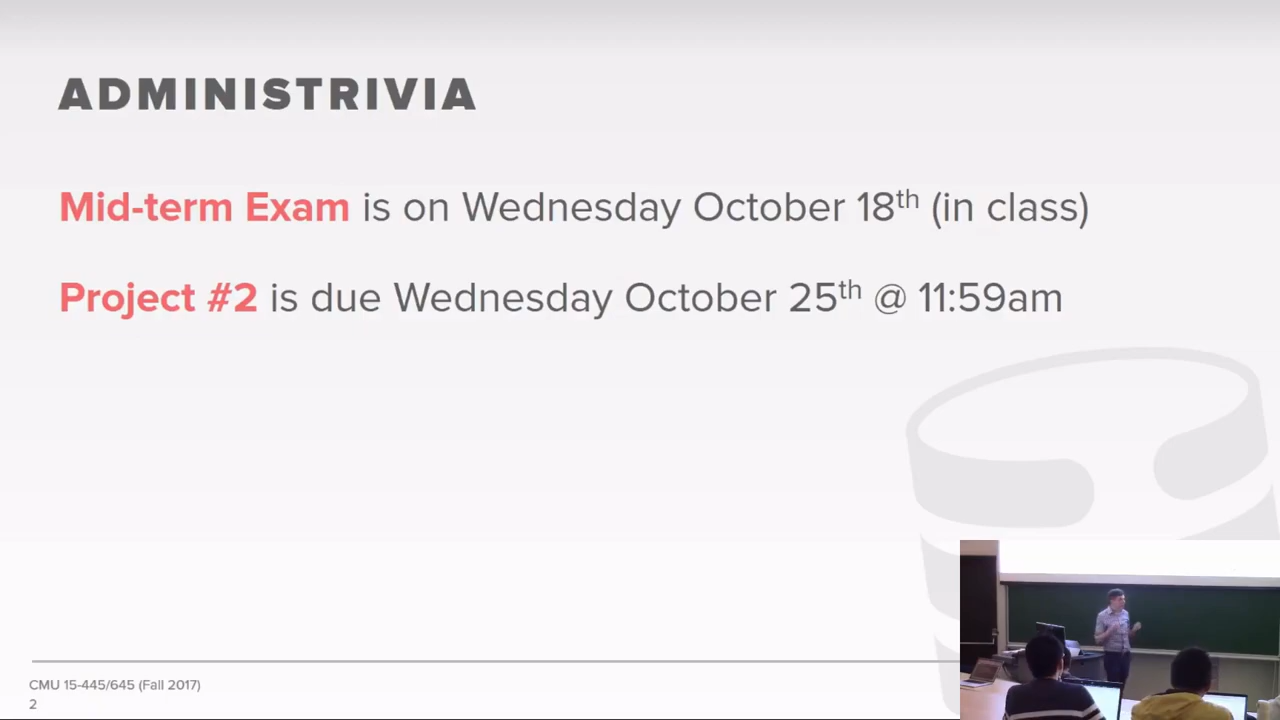 ADMINISTRIVIA
Mid-term Exam is on Wednesday October 18th (in class)
Project #2 is due Wednesday October 25th @ 11:59am
CMU 15-445/645 (Fall 2017)
2